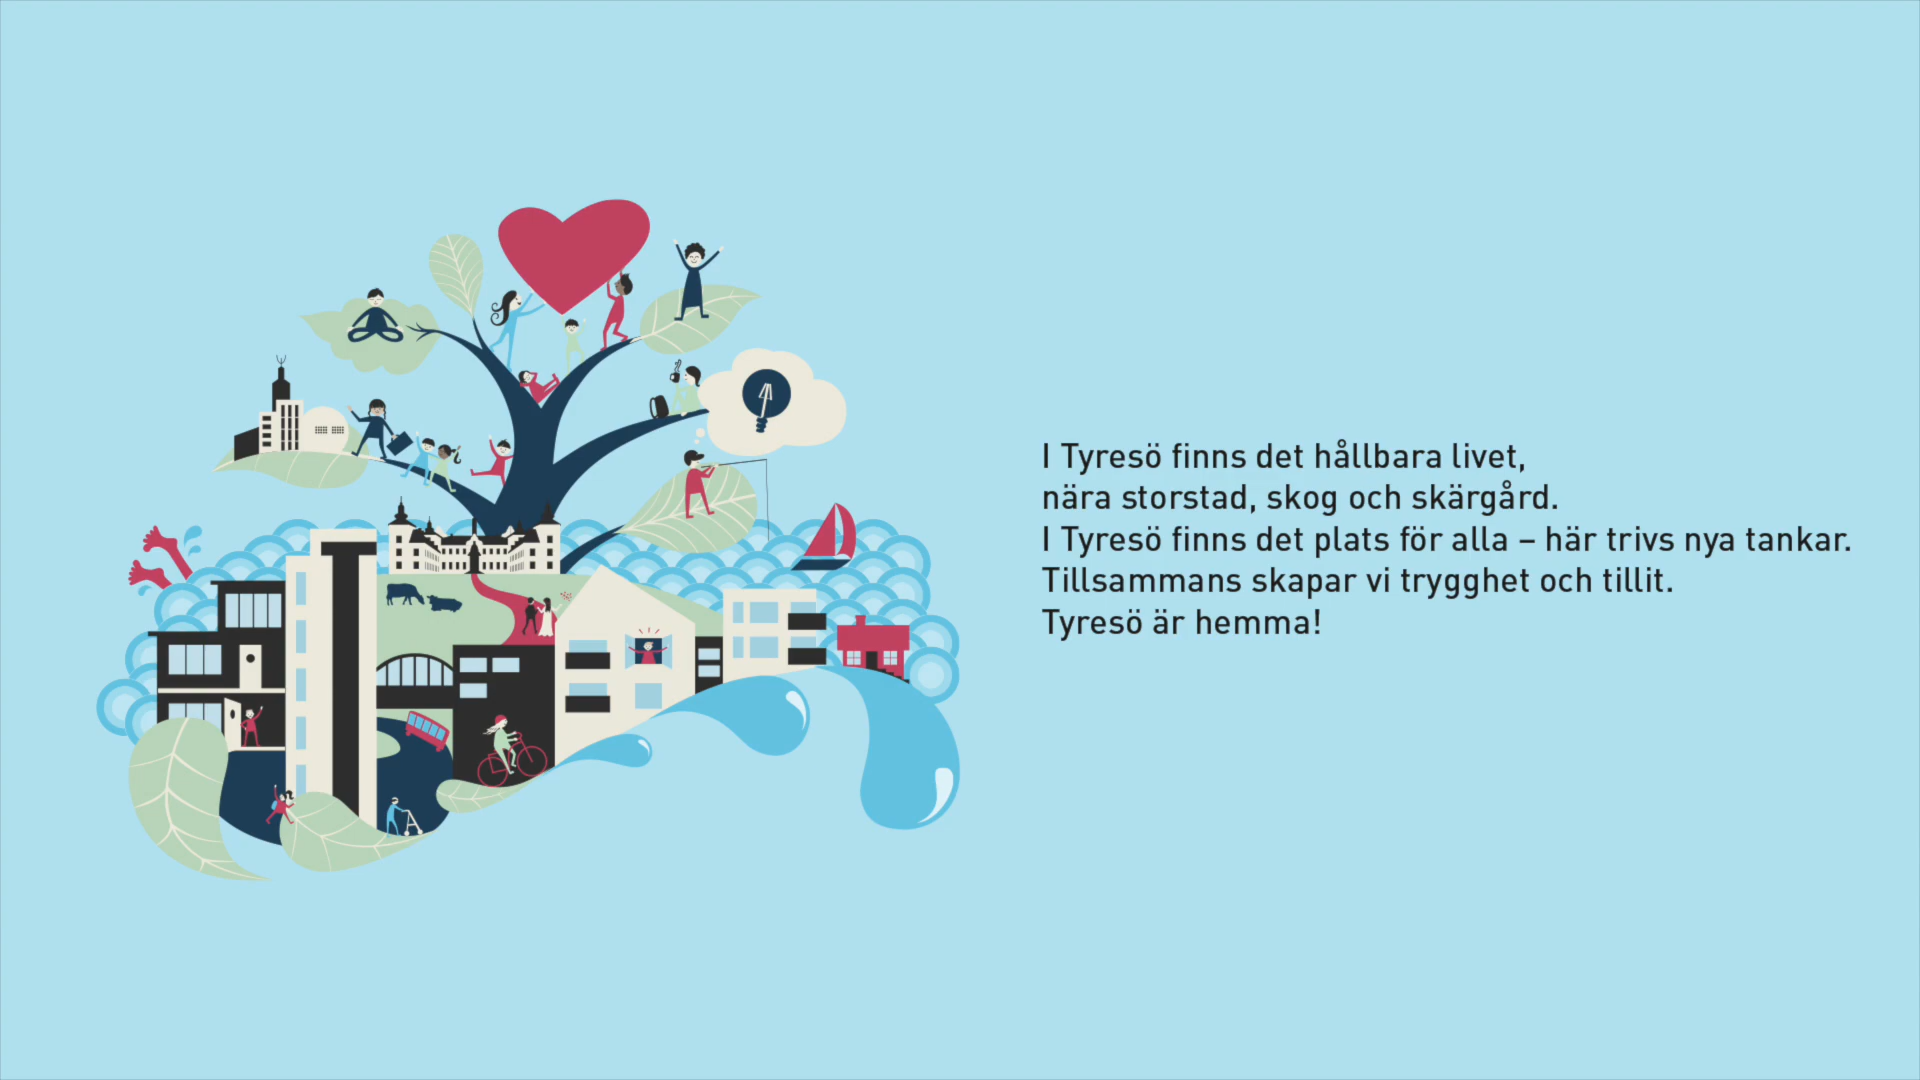 I Tyresö finns det hållbara livet,
nära storstad, skog och skärgård.
I Tyresö finns det plats för alla – här trivs nya tankar.
Tillsammans skapar vi trygghet och tillit.
Tyresö är hemma!